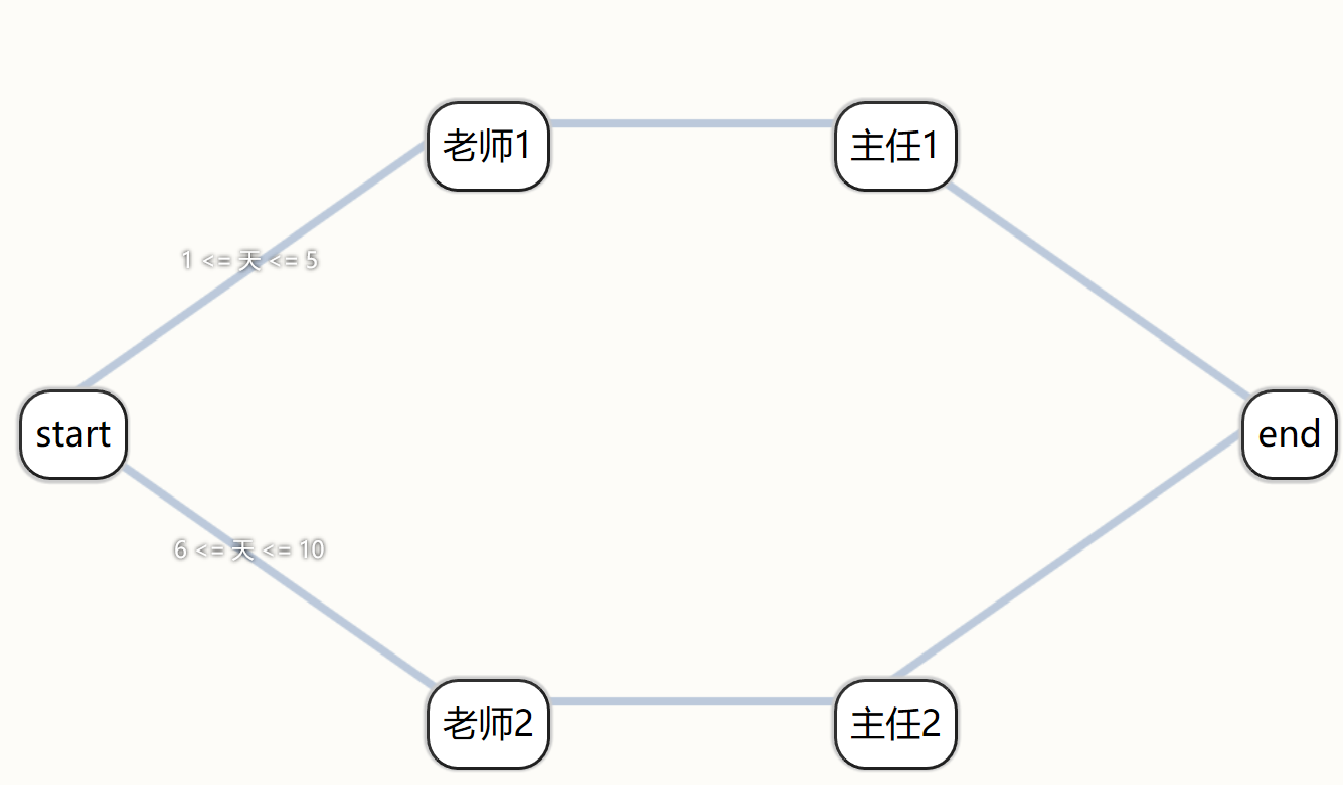 老师1
主任1
1 <= 天 <= 5
start
end
6 <= 天 <= 10
老师2
主任2